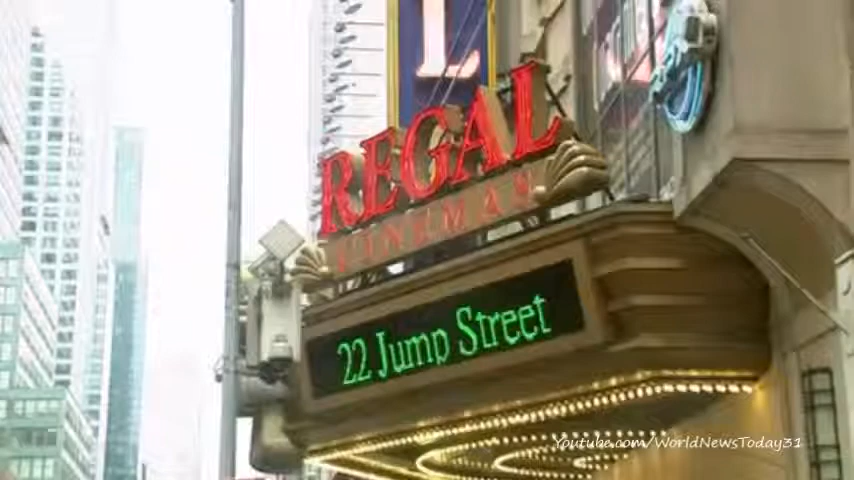 L
REGAL
CINEMAS
22 Jump Street
Youtube.com/WorldNewsToday31